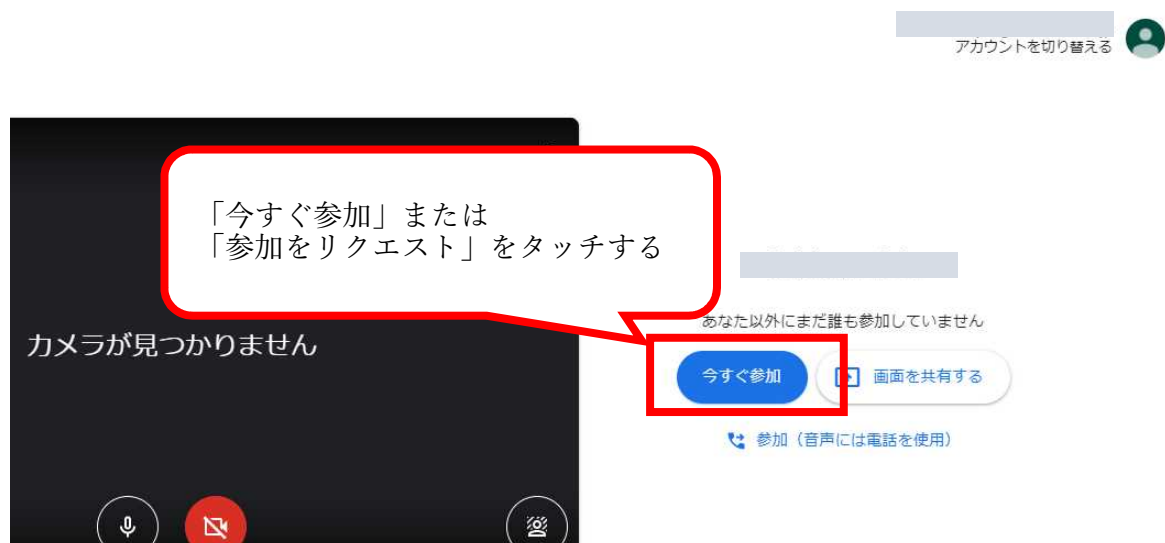 アカウントを切り替える
「今すぐ参加」または
「参加をリクエスト」をタッチする
カメラが見つかりません
あなた以外にまだ誰も参加していません
今すぐ参加
画面を共有する
参加（音声には電話を使用）